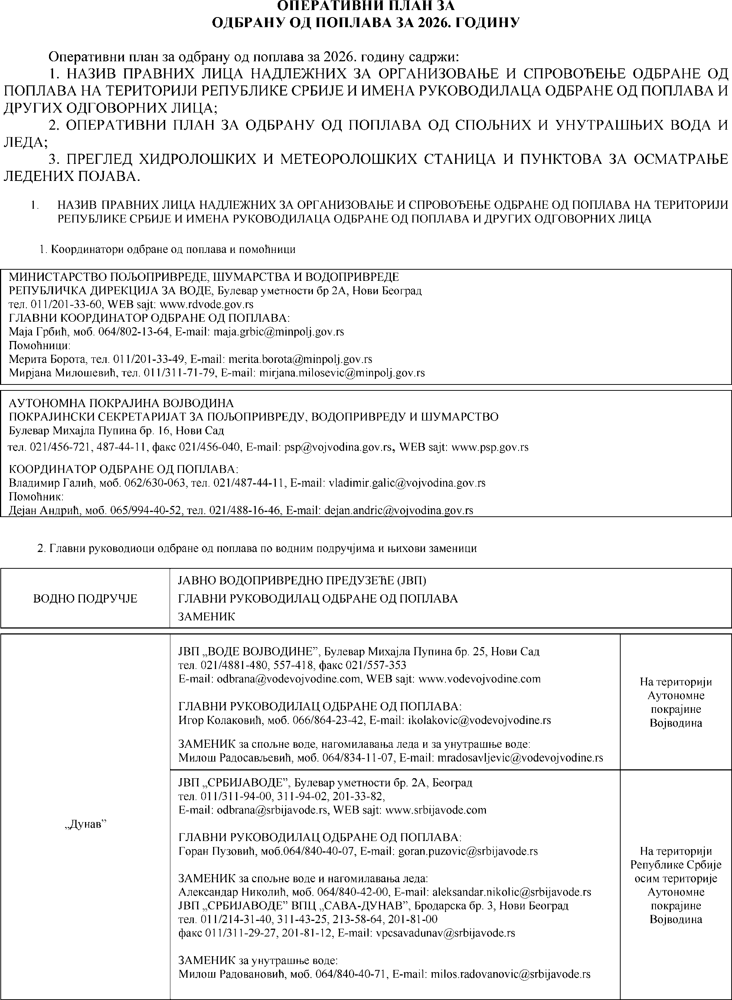 ОПЕРАТИВНИ ПЛАН ЗА
ОДБРАНУ ОД ПОПЛАВА ЗА 2026. ГОДИНУ
Оперативни план за одбрану од поплава за 2026. годину садржи:
1. НАЗИВ ПРАВНИХ ЛИЦА НАДЛЕЖНИХ ЗА ОРГАНИЗОВАЊЕ И СПРОВОЂЕЊЕ ОДБРАНЕ ОД
ПОПЛАВА НА ТЕРИТОРИЈИ РЕПУБЛИКЕ СРБИЈЕ И ИМЕНА РУКОВОДИЛАЦА ОДБРАНЕ ОД ПОПЛАВА И
ДРУГИХ ОДГОВОРНИХ ЛИЦА;
2. ОПЕРАТИВНИ ПЛАН ЗА ОДБРАНУ ОД ПОПЛАВА ОД СПОЉНИХ И УНУТРАШЊИХ ВОДА И
ЛЕДА;
3. ПРЕГЛЕД ХИДРОЛОШКИХ И МЕТЕОРОЛОШКИХ СТАНИЦА И ПУНКТОВА ЗА ОСМАТРАЊЕ
ЛЕДЕНИХ ПОЈАВА.
1. НАЗИВ ПРАВНИХ ЛИЦА НАДЛЕЖНИХ ЗА ОРГАНИЗОВАЊЕ И СПРОВОЂЕЊЕ ОДБРАНЕ ОД ПОПЛАВА НА ТЕРИТОРИЈИ
РЕПУБЛИКЕ СРБИЈЕ И ИМЕНА РУКОВОДИЛАЦА ОДБРАНЕ ОД ПОПЛАВА И ДРУГИХ ОДГОВОРНИХ ЛИЦА
1. Координатори одбране од поплава и помоћници
МИНИСТАРСТВО ПОЉОПРИВРЕДЕ, ШУМАРСТВА И ВОДОПРИВРЕДЕ
РЕПУБЛИЧКА ДИРЕКЦИЈА ЗА ВОДЕ, Булевар уметности бр 2А, Нови Београд
тел. 011/201-33-60, WEB sajt: www.rdvode.gov.rs
ГЛАВНИ КООРДИНАТОР ОДБРАНЕ ОД ПОПЛАВА:
Маја Грбић, моб. 064/802-13-64, E-mail: maja.grbic@minpolj.gov.rs
Помоћници:
Мерита Борота, тел. 011/201-33-49, E-mail: merita.borota@minpolj.gov.rs
Мирјана Милошевић, тел. 011/311-71-79, E-mail: mirjana.milosevic@minpolj.gov.rs
АУТОНОМНА ПОКРАЈИНА ВОЈВОДИНА
ПОКРАЈИНСКИ СЕКРЕТАРИЈАТ ЗА ПОЉОПРИВРЕДУ, ВОДОПРИВРЕДУ И ШУМАРСТВО
Булевар Михајла Пупина бр. 16, Нови Сад
тел. 021/456-721, 487-44-11, факс 021/456-040, E-mail: psp@vojvodina.gov.rs, WEB sajt: www.psp.gov.rs
КООРДИНАТОР ОДБРАНЕ ОД ПОПЛАВА:
Владимир Галић, моб. 062/630-063, тел. 021/487-44-11, E-mail: vladimir.galic@vojvodina.gov.rs
Помоћник:
Дејан Андрић, моб. 065/994-40-52, тел. 021/488-16-46, E-mail: dejan.andric@vojvodina.gov.rs
2. Главни руководиоци одбране од поплава по водним подручјима и њихови заменици
ВОДНО ПОДРУЧЈЕ
ЈАВНО ВОДОПРИВРЕДНО ПРЕДУЗЕЋЕ (ЈВП)
ГЛАВНИ РУКОВОДИЛАЦ ОДБРАНЕ ОД ПОПЛАВА
ЗАМЕНИК
„Дунав”
ЈВП „ВОДЕ ВОЈВОДИНЕ”, Булевар Михајла Пупина бр. 25, Нови Сад
тел. 021/4881-480, 557-418, факс 021/557-353
E-mail: odbrana@vodevojvodine.com, WEB sajt: www.vodevojvodine.com
ГЛАВНИ РУКОВОДИЛАЦ ОДБРАНЕ ОД ПОПЛАВА:
Игор Колаковић, моб. 066/864-23-42, E-mail: ikolakovic@vodevojvodine.rs
ЗАМЕНИК за спољне воде, нагомилавања леда и за унутрашње воде:
Милош Радосављевић, моб. 064/834-11-07, E-mail: mradosavljevic@vodevojvodine.rs
На територији
Аутономне
покрајине
Војводина
ЈВП „СРБИЈАВОДЕ”, Булевар уметности бр. 2А, Београд
тел. 011/311-94-00, 311-94-02, 201-33-82,
E-mail: odbrana@srbijavode.rs, WEB sajt: www.srbijavode.com
ГЛАВНИ РУКОВОДИЛАЦ ОДБРАНЕ ОД ПОПЛАВА:
Горан Пузовић, моб.064/840-40-07, E-mail: goran.puzovic@srbijavode.rs
ЗАМЕНИК за спољне воде и нагомилавања леда:
Александар Николић, моб. 064/840-42-00, E-mail: aleksandar.nikolic@srbijavode.rs
ЈВП „СРБИЈАВОДЕ” ВПЦ „САВА-ДУНАВ”, Бродарска бр. 3, Нови Београд
тел. 011/214-31-40, 311-43-25, 213-58-64, 201-81-00
факс 011/311-29-27, 201-81-12, E-mail: vpcsavadunav@srbijavode.rs
ЗАМЕНИК за унутрашње воде:
Милош Радовановић, моб. 064/840-40-71, E-mail: milos.radovanovic@srbijavode.rs
На територији
Републике Србије
осим територије
Аутономне
покрајине
Војводина